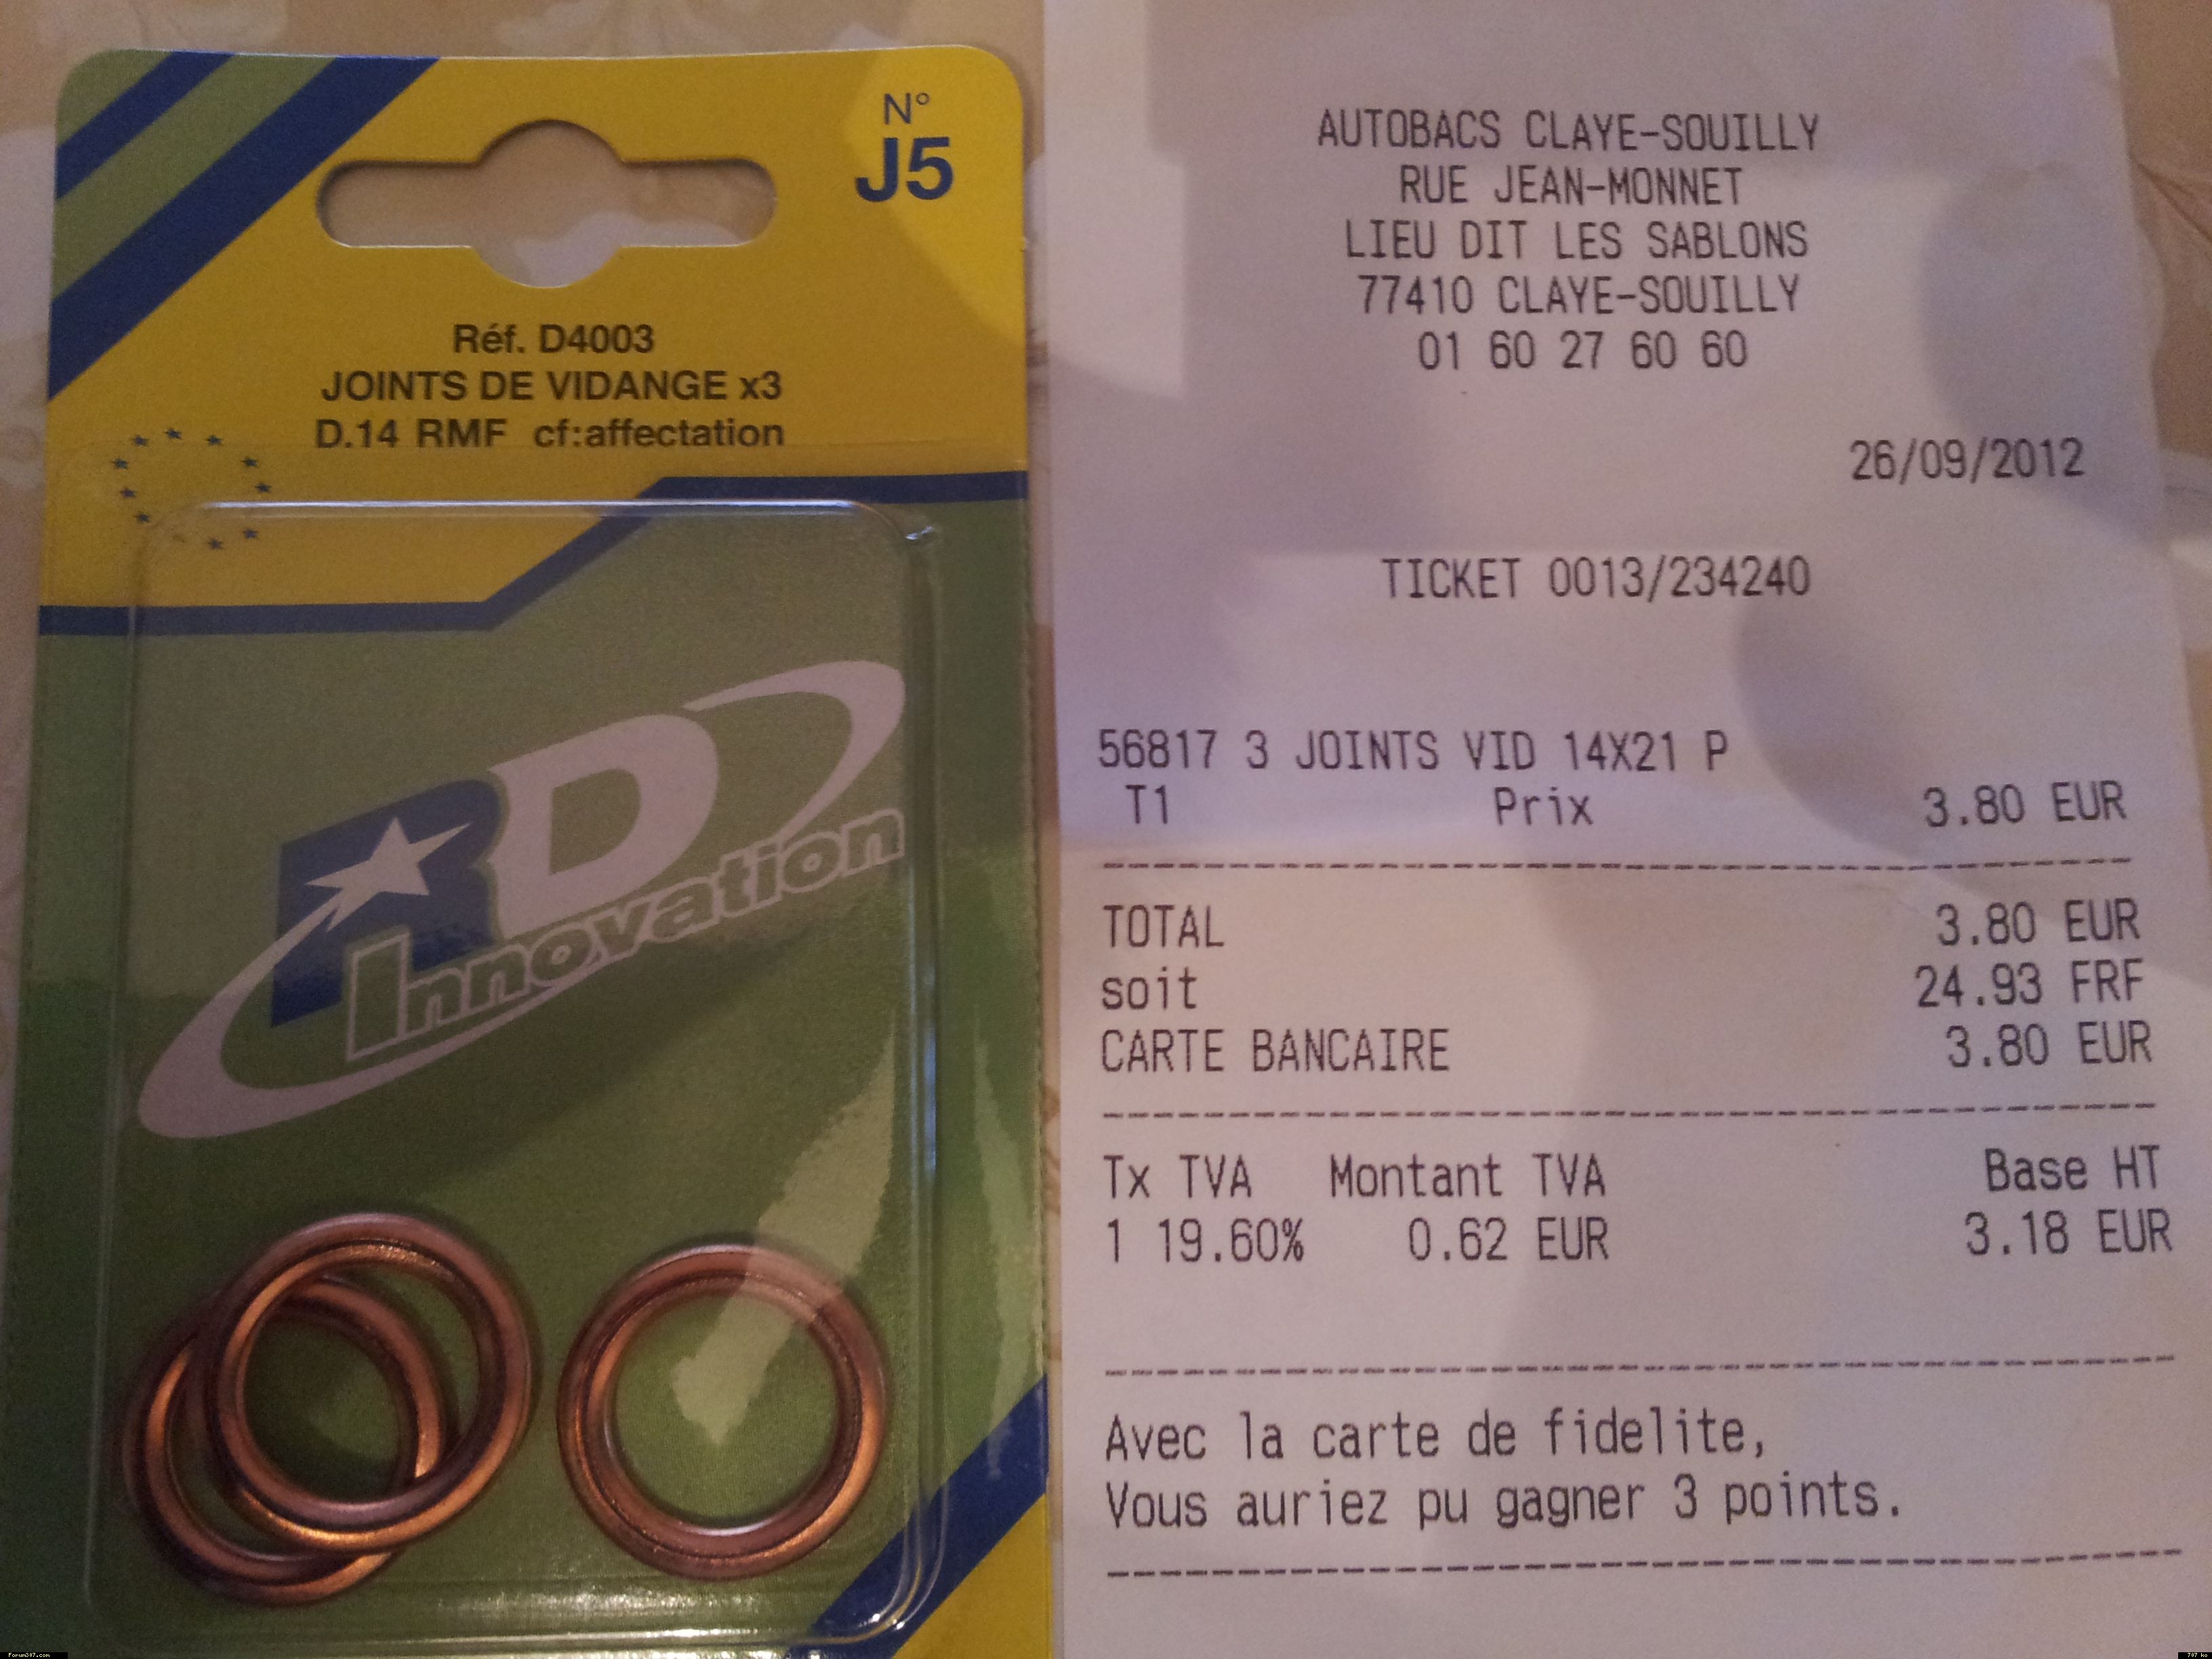 N°
J5
Réf. D4003
JOINTS DE VIDANGE x3
D.14 RMF cf:affectation
RD
Innovation
AUTOBACS CLAYE-SOUILLY
RUE JEAN-MONNET
LIEU DIT LES SABLONS
77410 CLAYE-SOUILLY
01 60 27 60 60
26/09/2012
TICKET 0013/234240
56817 3 JOINTS VID 14X21 P
T1 Prix 3.80 EUR
TOTAL 3.80 EUR
soit 24.93 FRF
CARTE BANCAIRE 3.80 EUR
Tx TVA Montant TVA Base HT
1 19.60% 0.62 EUR 3.18 EUR
Avec la carte de fidelite,
Vous auriez pu gagner 3 points.
Forum307.com